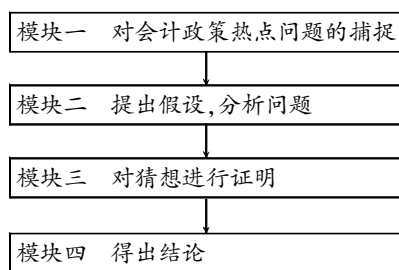 模块一 对会计政策热点问题的捕捉
模块二 提出假设,分析问题
模块三 对猜想进行证明
模块四 得出结论